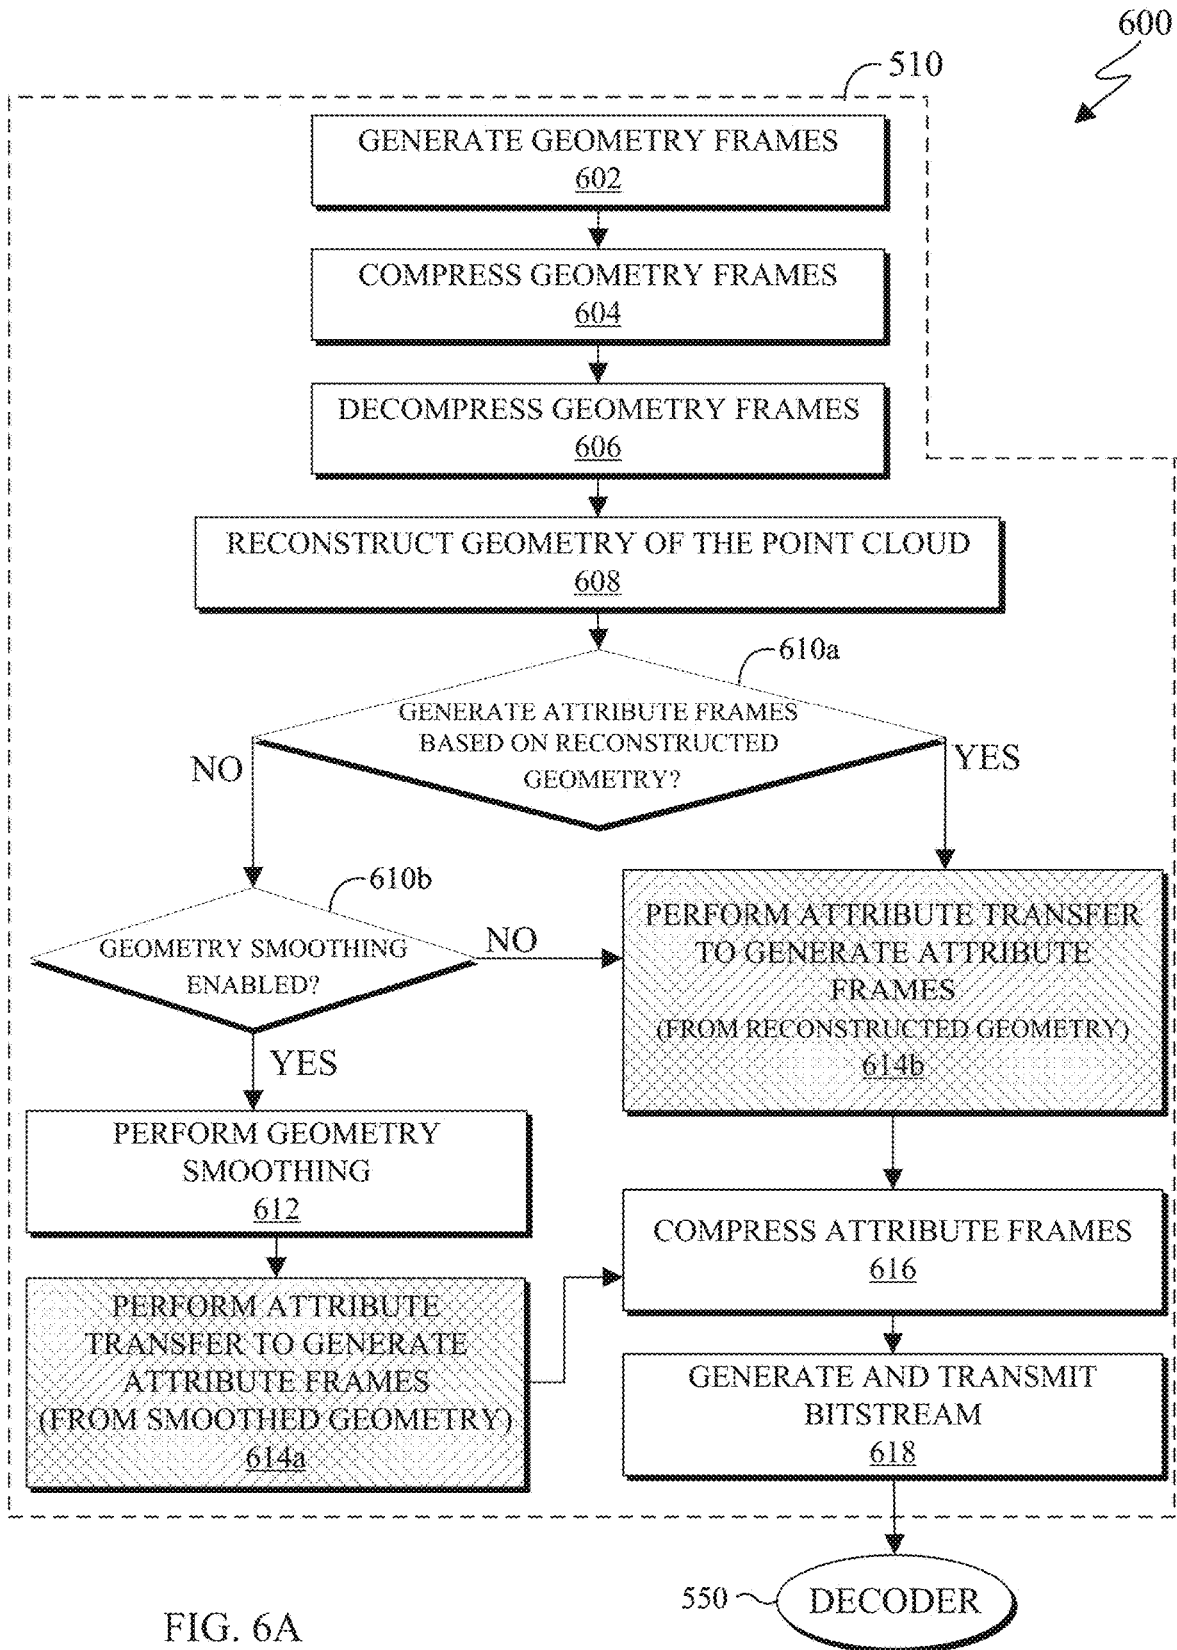 600
510
GENERATE GEOMETRY FRAMES
602
COMPRESS GEOMETRY FRAMES
604
DECOMPRESS GEOMETRY FRAMES
606
RECONSTRUCT GEOMETRY OF THE POINT CLOUD
608
610a
GENERATE ATTRIBUTE FRAMES
BASED ON RECONSTRUCTED
GEOMETRY?
NO
YES
610b
GEOMETRY SMOOTHING
ENABLED?
NO
YES
PERFORM ATTRIBUTE TRANSFER
TO GENERATE ATTRIBUTE
FRAMES
(FROM RECONSTRUCTED GEOMETRY)
614b
PERFORM GEOMETRY
SMOOTHING
612
PERFORM ATTRIBUTE
TRANSFER TO GENERATE
ATTRIBUTE FRAMES
(FROM SMOOTHED GEOMETRY)
614a
COMPRESS ATTRIBUTE FRAMES
616
GENERATE AND TRANSMIT
BITSTREAM
618
550
DECODER
FIG. 6A